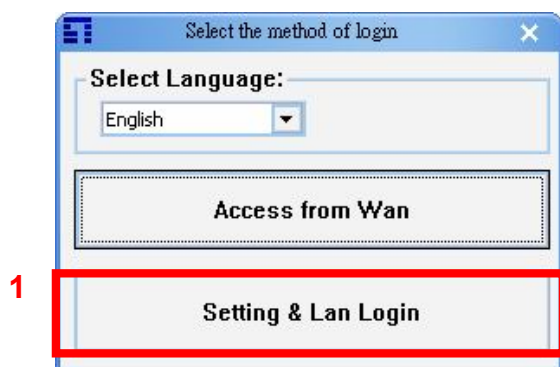 Select the method of login
Select Language:
English
Access from Wan
1
Setting & Lan Login